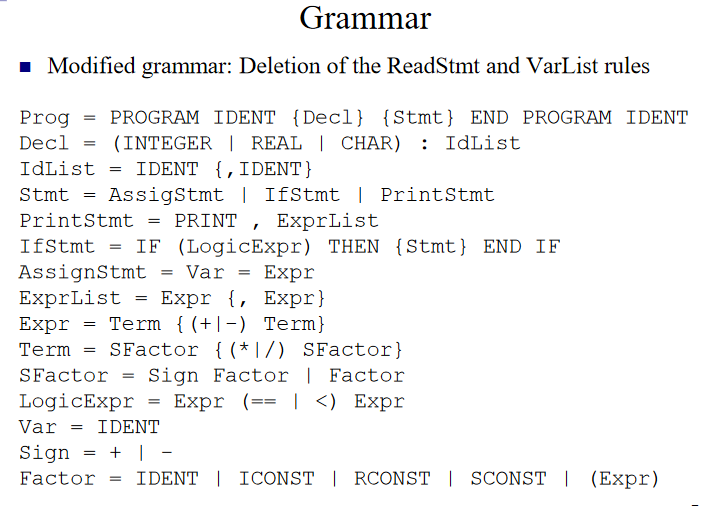 Grammar
Modified grammar: Deletion of the ReadStmt and VarList rules
Prog = PROGRAM IDENT {Decl} {Stmt} END PROGRAM IDENT
Decl = (INTEGER | REAL | CHAR) : IdList
IdList = IDENT {,IDENT}
Stmt = AssigStmt | IfStmt | PrintStmt
PrintStmt = PRINT , ExprList
IfStmt = IF (LogicExpr) THEN {Stmt} END IF
AssignStmt = Var = Expr
ExprList = Expr {, Expr}
Expr = Term {(+|-) Term}
Term = SFactor {(*|/) SFactor}
SFactor = Sign Factor | Factor
LogicExpr = Expr (== | <) Expr
Var = IDENT
Sign = + | -
Factor = IDENT | ICONST | RCONST | SCONST | (Expr)